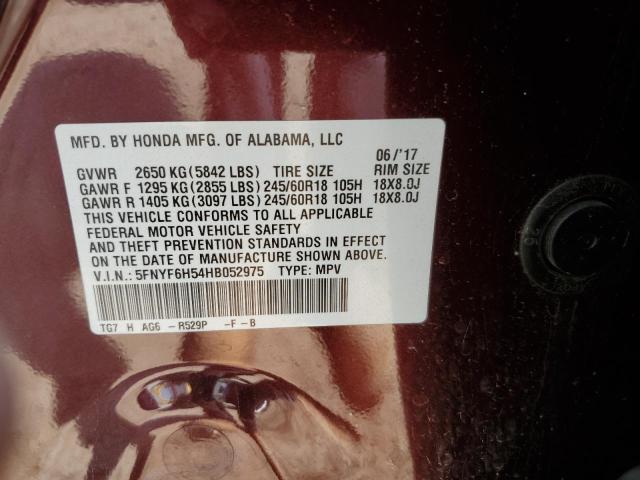 MFD. BY HONDA MFG. OF ALABAMA, LLC
06/'17
GVWR 2650 KG (5842 LBS) TIRE SIZE RIM SIZE
GAWR F 1295 KG (2855 LBS) 245/60R18 105H 18X8.0J
GAWR R 1405 KG (3097 LBS) 245/60R18 105H 18X8.0J
THIS VEHICLE CONFORMS TO ALL APPLICABLE
FEDERAL MOTOR VEHICLE SAFETY
AND THEFT PREVENTION STANDARDS IN EFFECT
ON THE DATE OF MANUFACTURE SHOWN ABOVE.
V.I.N.: 5FNYF6H54HB052975 TYPE: MPV
TG7 H AG6 -R529P -F-B